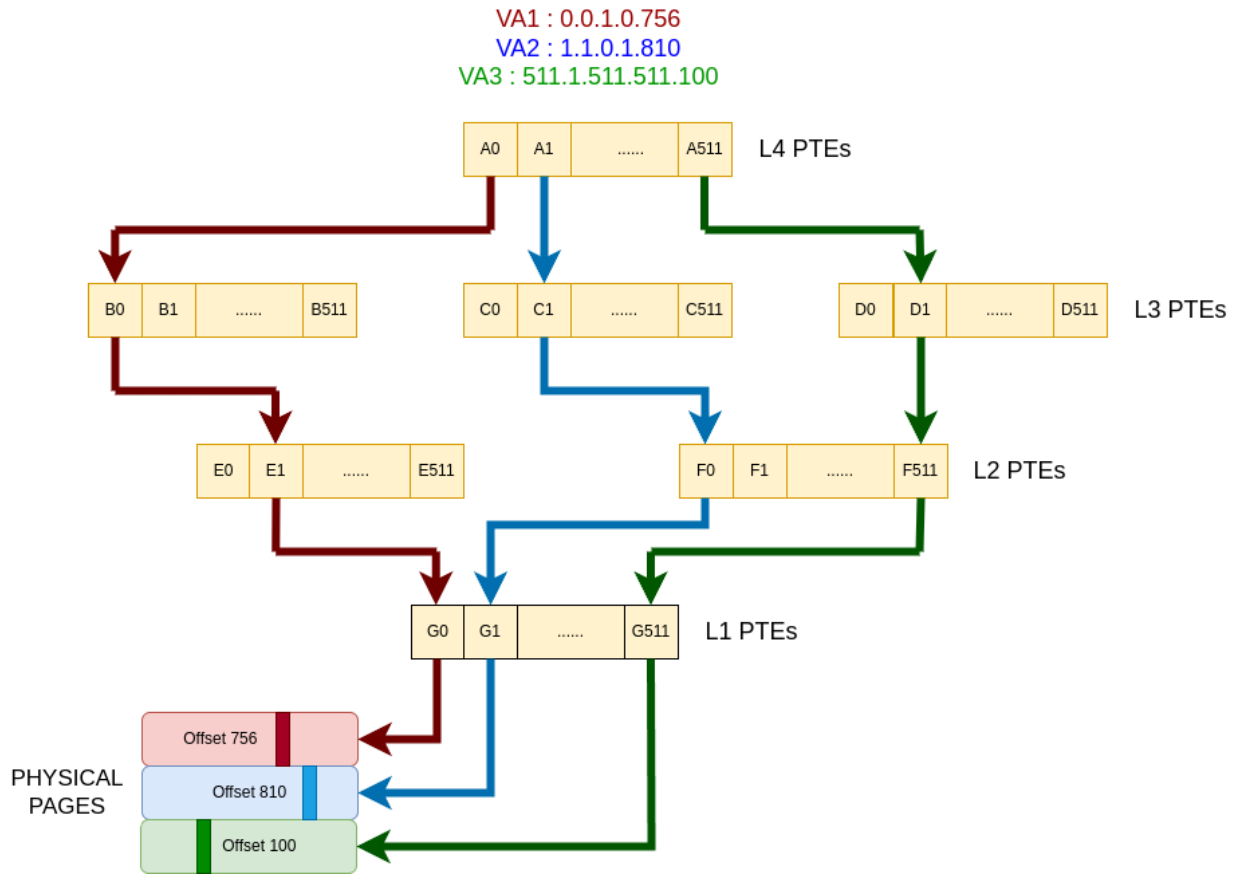 VA1 : 0.0.1.0.756
VA2 : 1.1.0.1.810
VA3 : 511.1.511.511.100
A0 A1 ...... A511 L4 PTEs
B0 B1 ...... B511 C0 C1 ...... C511 D0 D1 ...... D511 L3 PTEs
E0 E1 ...... E511 F0 F1 ...... F511 L2 PTEs
G0 G1 ...... G511 L1 PTEs
Offset 756
PHYSICAL
PAGES
Offset 810
Offset 100